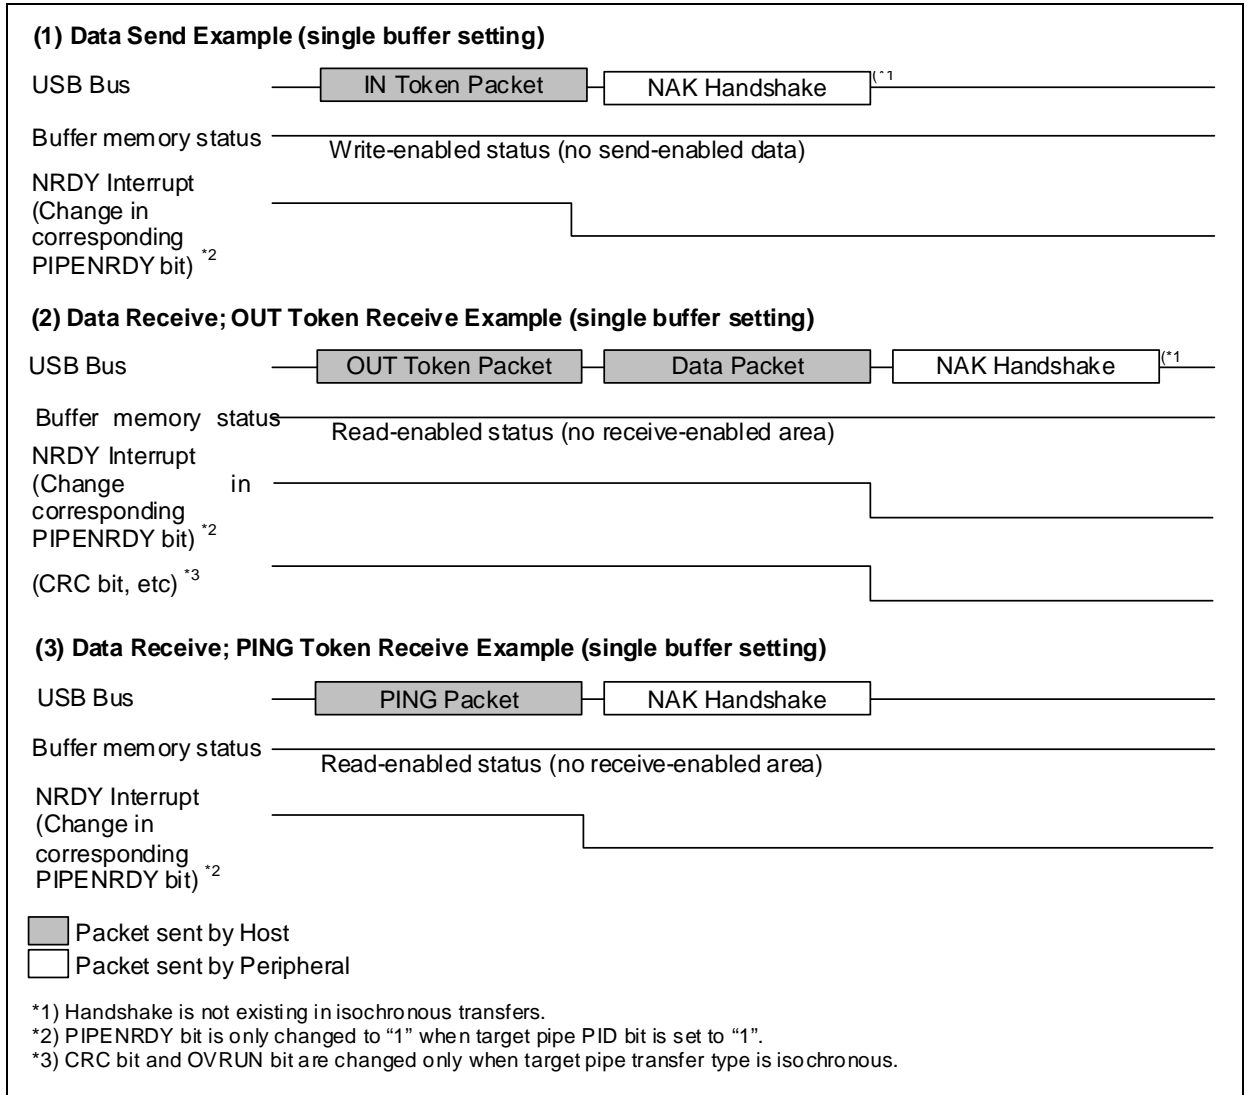 (1) Data Send Example (single buffer setting)
USB Bus
IN Token Packet
NAK Handshake
(*1
Buffer memory status
Write-enabled status (no send-enabled data)
NRDY Interrupt
(Change in
corresponding
PIPENRDY bit) *2
(2) Data Receive; OUT Token Receive Example (single buffer setting)
USB Bus
OUT Token Packet
Data Packet
NAK Handshake
(*1
Buffer memory status
Read-enabled status (no receive-enabled area)
NRDY Interrupt
(Change in
corresponding
PIPENRDY bit) *2
(CRC bit, etc) *3
(3) Data Receive; PING Token Receive Example (single buffer setting)
USB Bus
PING Packet
NAK Handshake
Buffer memory status
Read-enabled status (no receive-enabled area)
NRDY Interrupt
(Change in
corresponding
PIPENRDY bit) *2
Packet sent by Host
Packet sent by Peripheral
*1) Handshake is not existing in isochronous transfers.
*2) PIPENRDY bit is only changed to “1” when target pipe PID bit is set to “1”.
*3) CRC bit and OVRUN bit are changed only when target pipe transfer type is isochronous.